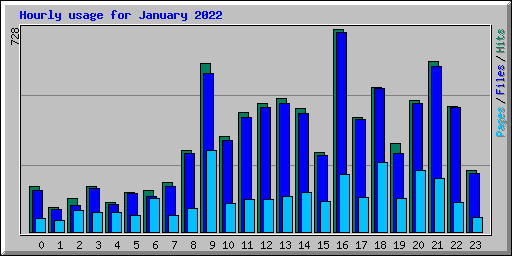 Hourly usage for January 2022
728
Pages/Files/Hits
0 1 2 3 4 5 6 7 8 9 10 11 12 13 14 15 16 17 18 19 20 21 22 23